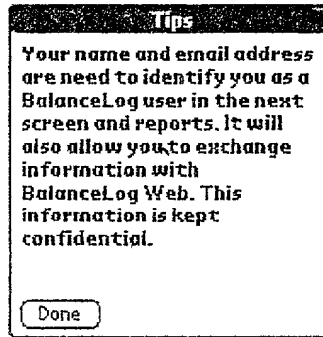 Tips
Your name and email address
are need to identify you as a
BalanceLog user in the next
screen and reports. It will
also allow you to exchange
information with
BalanceLog Web. This
information is kept
confidential.
Done